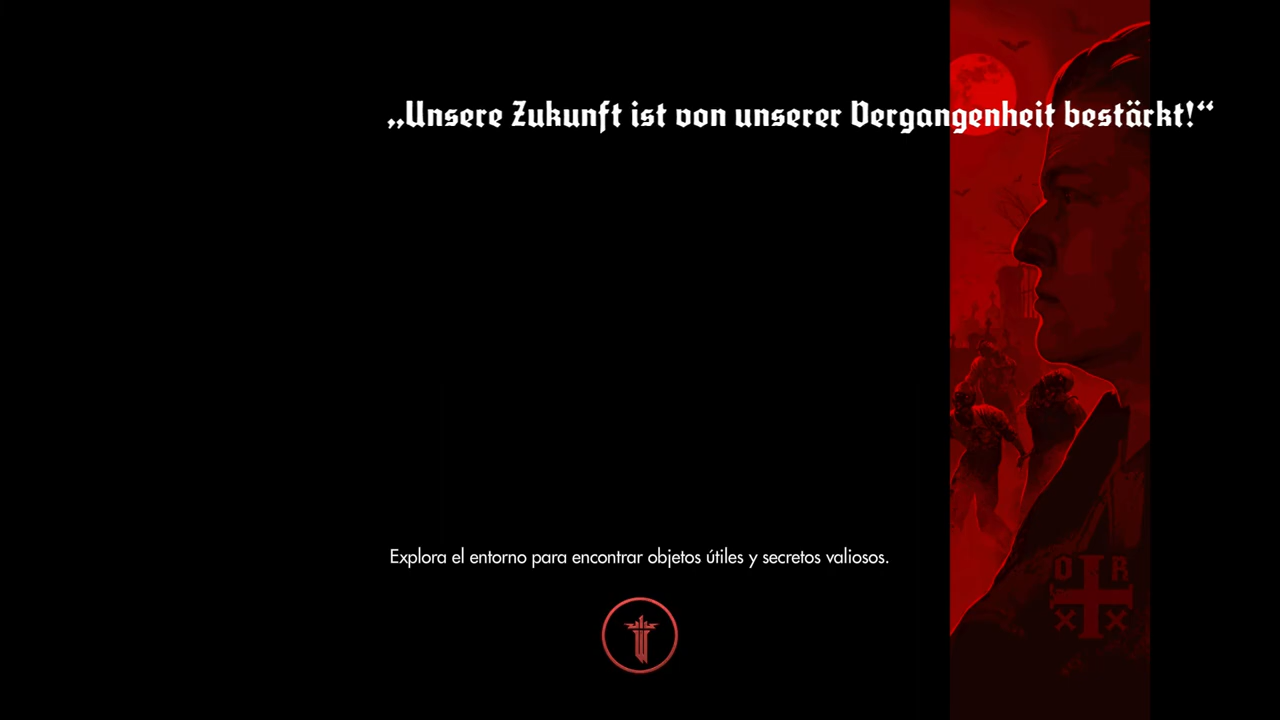 „Unsere Zukunft ist von unserer Vergangenheit bestärkt!“
Explora el entorno para encontrar objetos útiles y secretos valiosos.
O R
X X